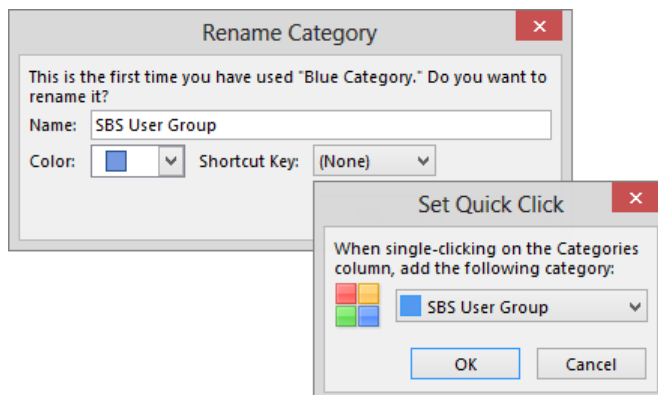 Rename Category
This is the first time you have used "Blue Category." Do you want to
rename it?
Name: SBS User Group
Color: Shortcut Key: (None)
Set Quick Click
When single-clicking on the Categories
column, add the following category:
SBS User Group
OK Cancel